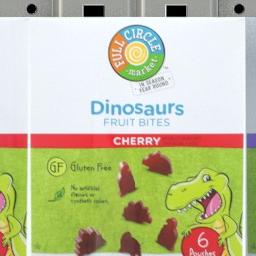 FULL CIRCLE
market
IN SEASON
YEAR ROUND
Dinosaurs
FRUIT BITES
CHERRY
GF Gluten Free
No artificial
flavors or
synthetic colors
6
Pouches